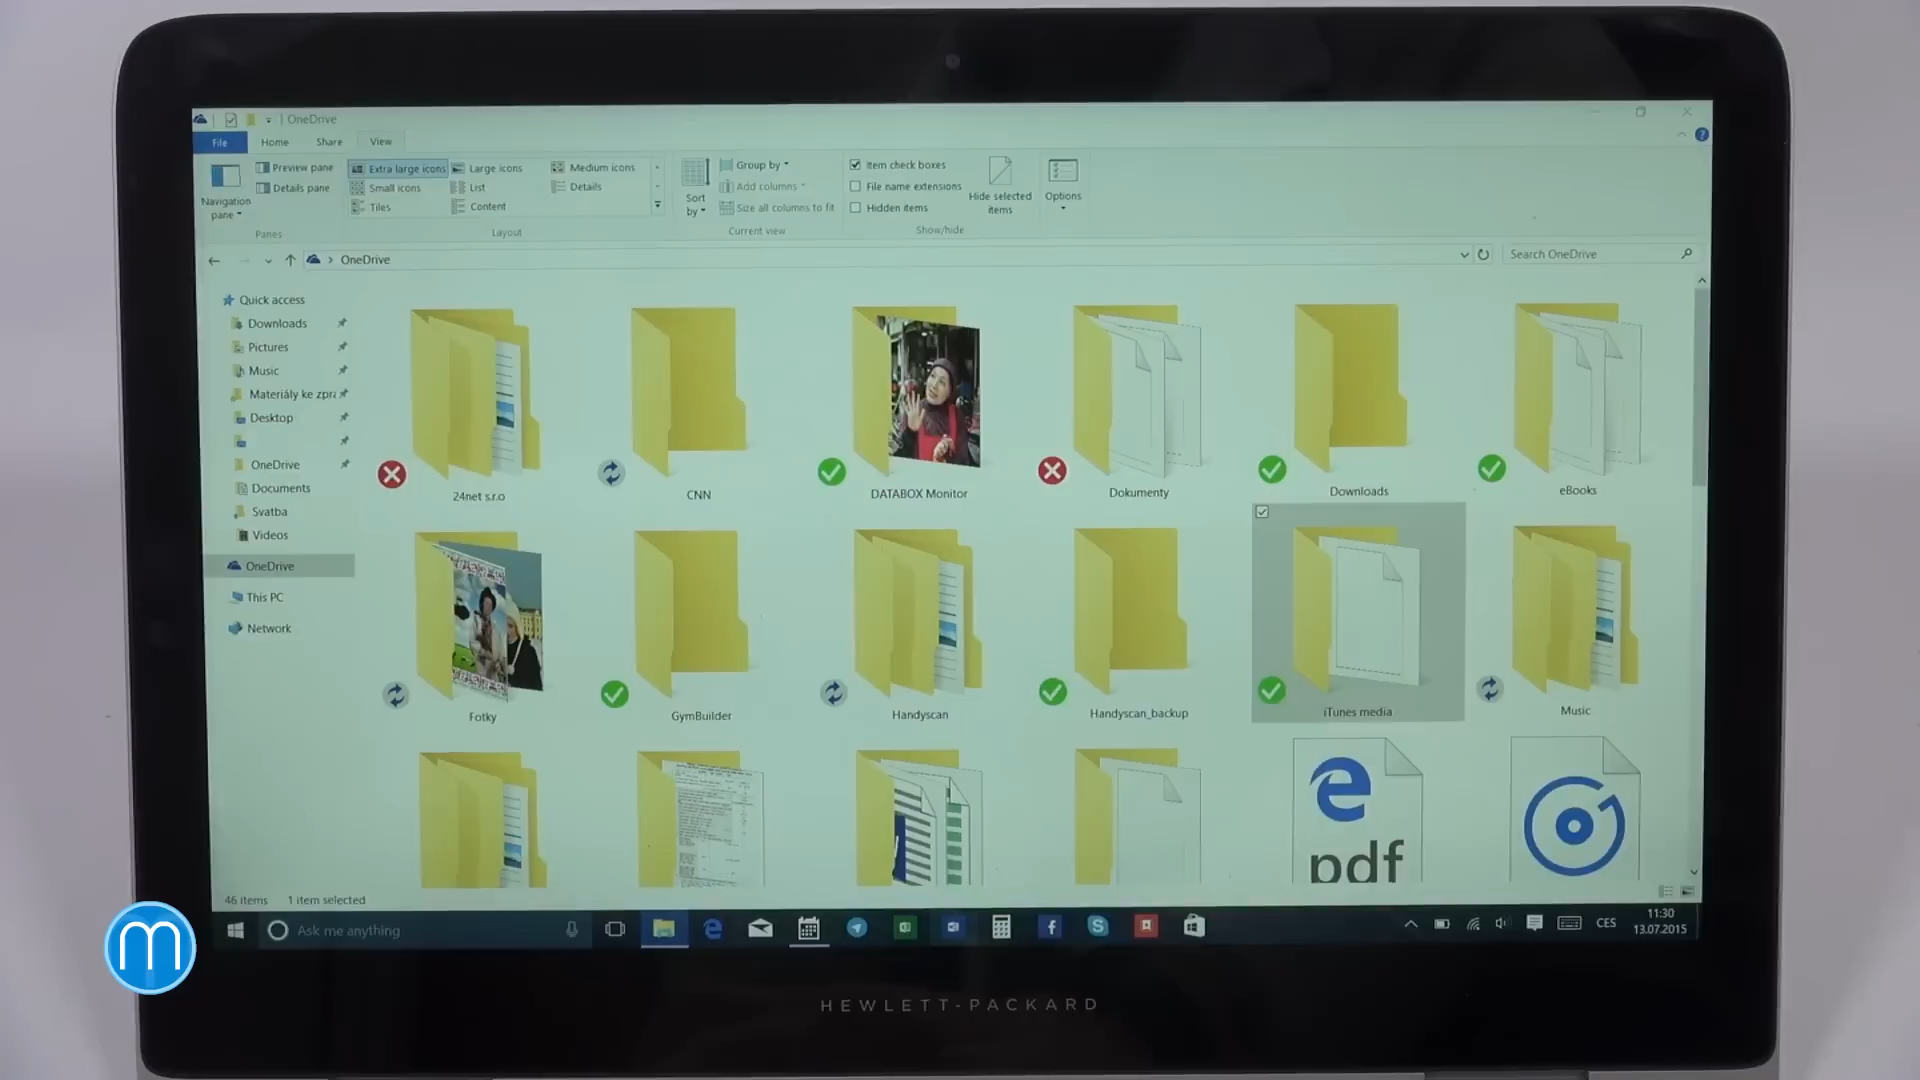 OneDrive
File Home Share View
Navigation pane
Preview pane
Details pane
Panes
Extra large icons Large icons Medium icons
Small icons List Details
Tiles Content
Layout
Sort by
Group by
Add columns
Size all columns to fit
Current view
Item check boxes
File name extensions
Hidden items
Hide selected items
Show/hide
Options
OneDrive
Search OneDrive
Quick access
Downloads
Pictures
Music
Materiály ke zpra
Desktop
OneDrive
Documents
Svatba
Videos
OneDrive
This PC
Network
24net s.r.o CNN DATABOX Monitor Dokumenty Downloads eBooks
Fotky GymBuilder Handyscan Handyscan_backup iTunes media Music
pdf
46 items 1 item selected
Ask me anything
CES
11:30
13.07.2015
m
HEWLETT-PACKARD